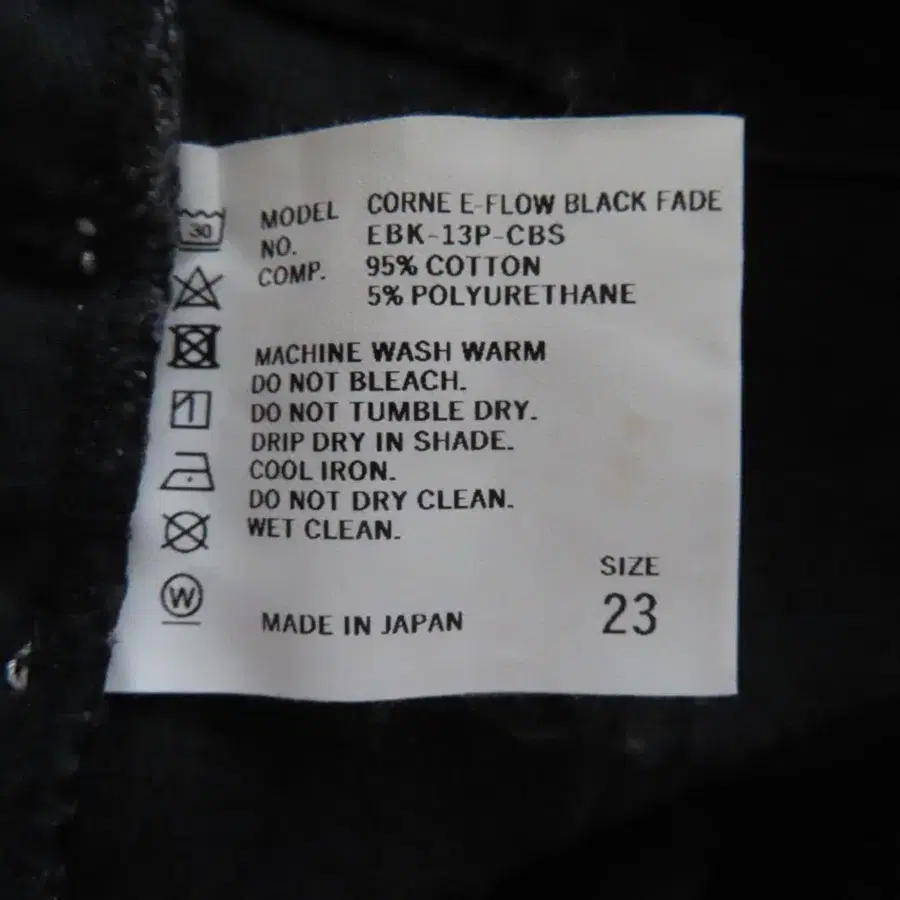 MODEL CORNE E-FLOW BLACK FADE
NO. EBK-13P-CBS
COMP. 95% COTTON
5% POLYURETHANE
30
MACHINE WASH WARM
DO NOT BLEACH.
DO NOT TUMBLE DRY.
DRIP DRY IN SHADE.
COOL IRON.
DO NOT DRY CLEAN.
WET CLEAN.
W
SIZE
23
MADE IN JAPAN